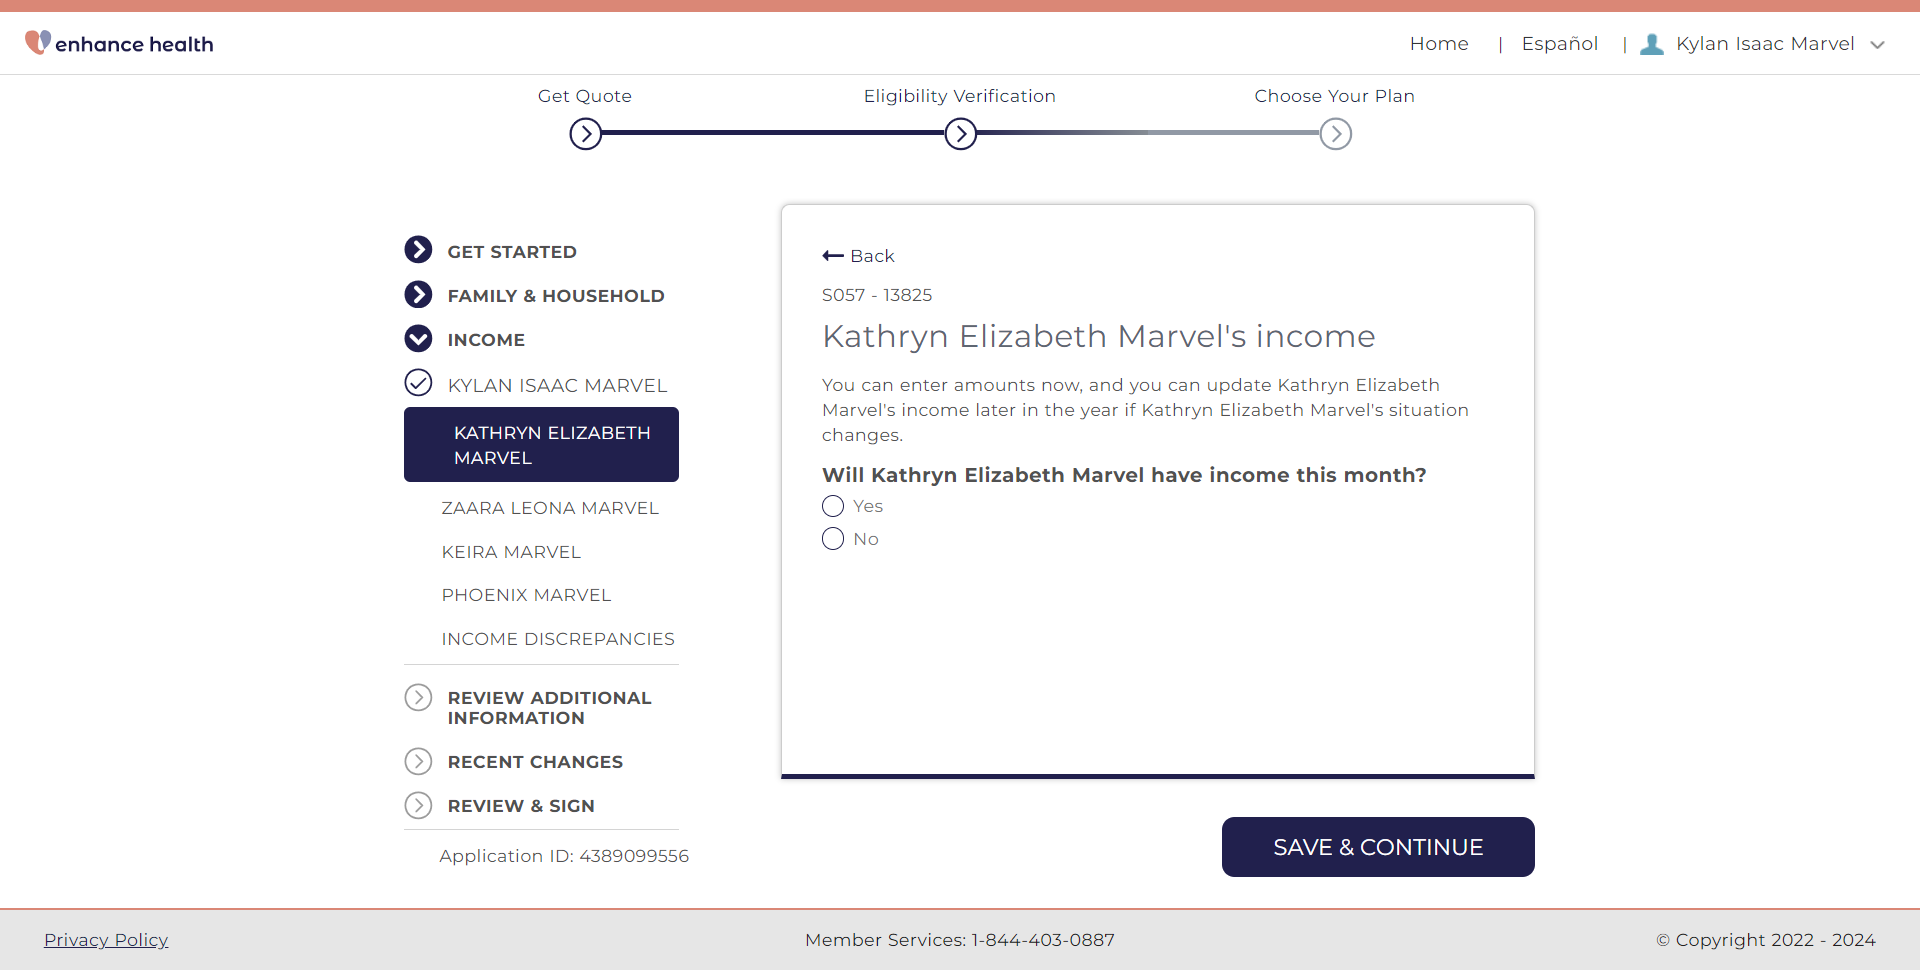 enhance health
Home | Español | Kylan Isaac Marvel
Get Quote
Eligibility Verification
Choose Your Plan
GET STARTED
FAMILY & HOUSEHOLD
INCOME
KYLAN ISAAC MARVEL
KATHRYN ELIZABETH
MARVEL
ZAARA LEONA MARVEL
KEIRA MARVEL
PHOENIX MARVEL
INCOME DISCREPANCIES
REVIEW ADDITIONAL
INFORMATION
RECENT CHANGES
REVIEW & SIGN
Application ID: 4389099556
Back
S057 - 13825
Kathryn Elizabeth Marvel's income
You can enter amounts now, and you can update Kathryn Elizabeth
Marvel's income later in the year if Kathryn Elizabeth Marvel's situation
changes.
Will Kathryn Elizabeth Marvel have income this month?
Yes
No
SAVE & CONTINUE
Privacy Policy
Member Services: 1-844-403-0887
© Copyright 2022 - 2024